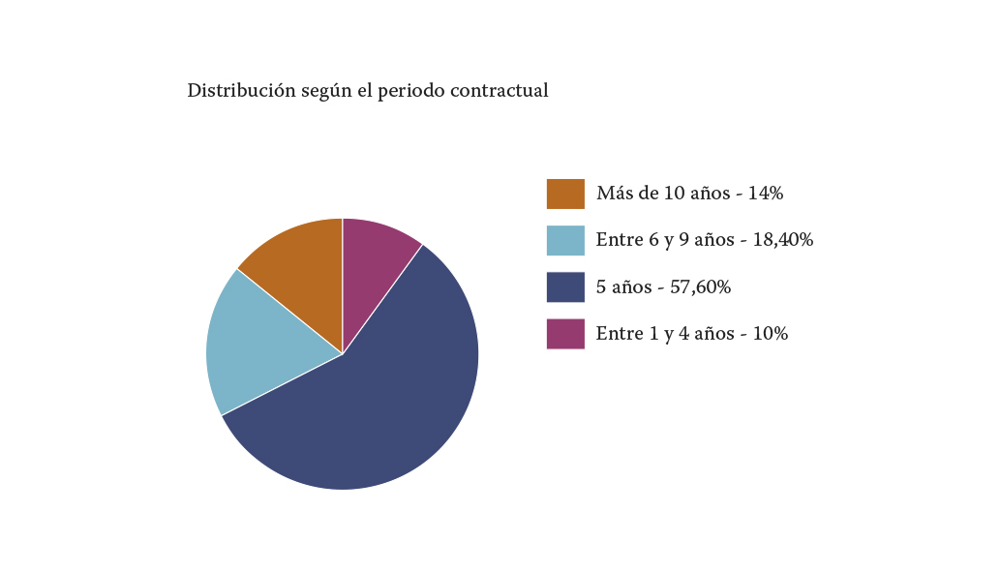 Distribución según el periodo contractual
Más de 10 años - 14%
Entre 6 y 9 años - 18,40%
5 años - 57,60%
Entre 1 y 4 años - 10%